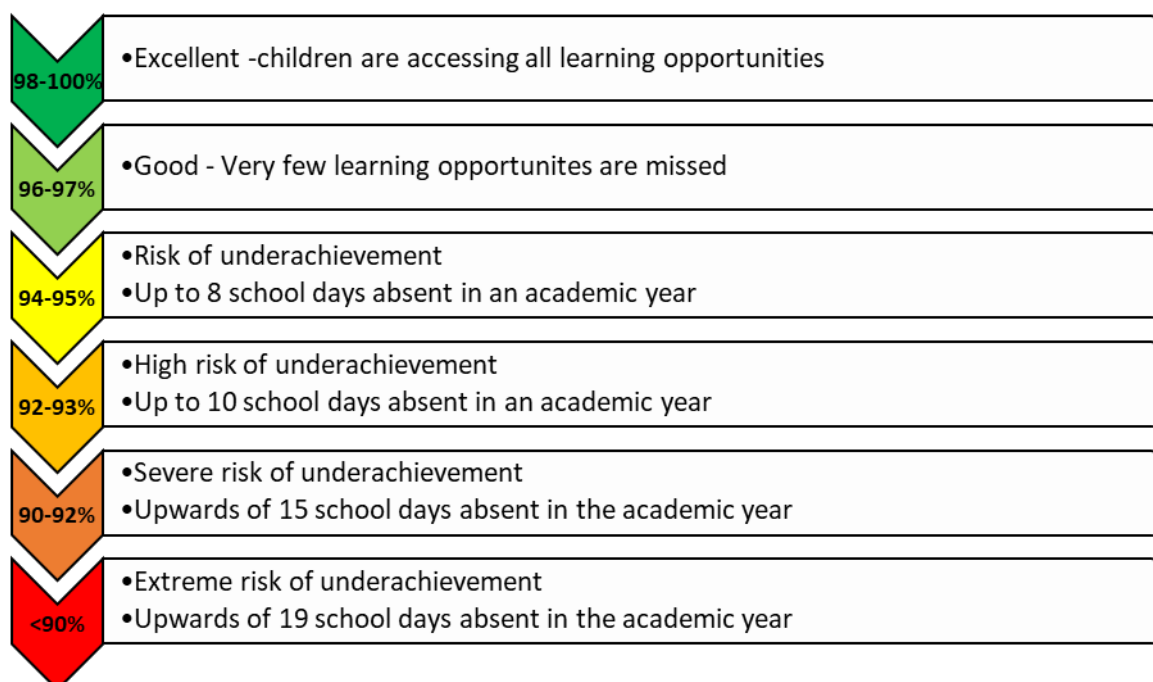 98-100%
•Excellent -children are accessing all learning opportunities
96-97%
•Good - Very few learning opportunites are missed
94-95%
•Risk of underachievement
•Up to 8 school days absent in an academic year
92-93%
•High risk of underachievement
•Up to 10 school days absent in an academic year
90-92%
•Severe risk of underachievement
•Upwards of 15 school days absent in the academic year
<90%
•Extreme risk of underachievement
•Upwards of 19 school days absent in the academic year